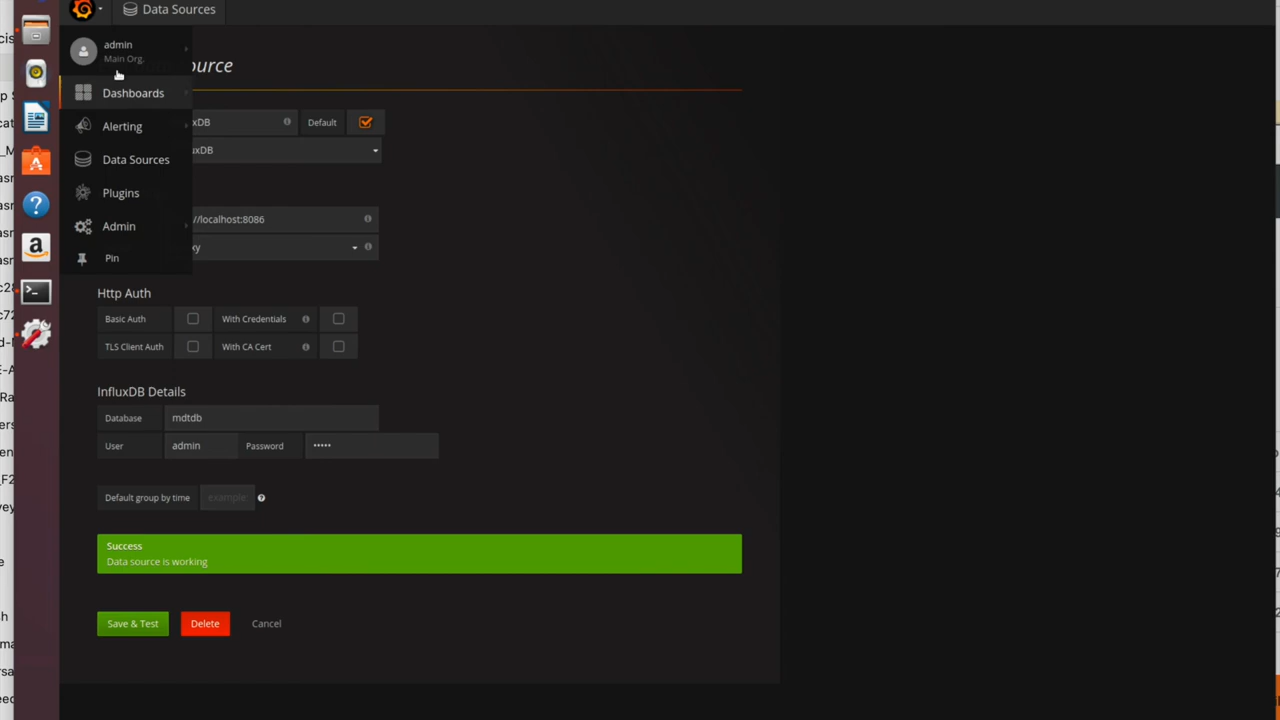 Data Sources
admin
Main Org.
Dashboards
Alerting
Data Sources
Plugins
Admin
Pin
ource
xDB
Default
xDB
//localhost:8086
xy
Http Auth
Basic Auth
With Credentials
TLS Client Auth
With CA Cert
InfluxDB Details
Database
mdtdb
User
admin
Password
•••••
Default group by time
example
Success
Data source is working
Save & Test
Delete
Cancel